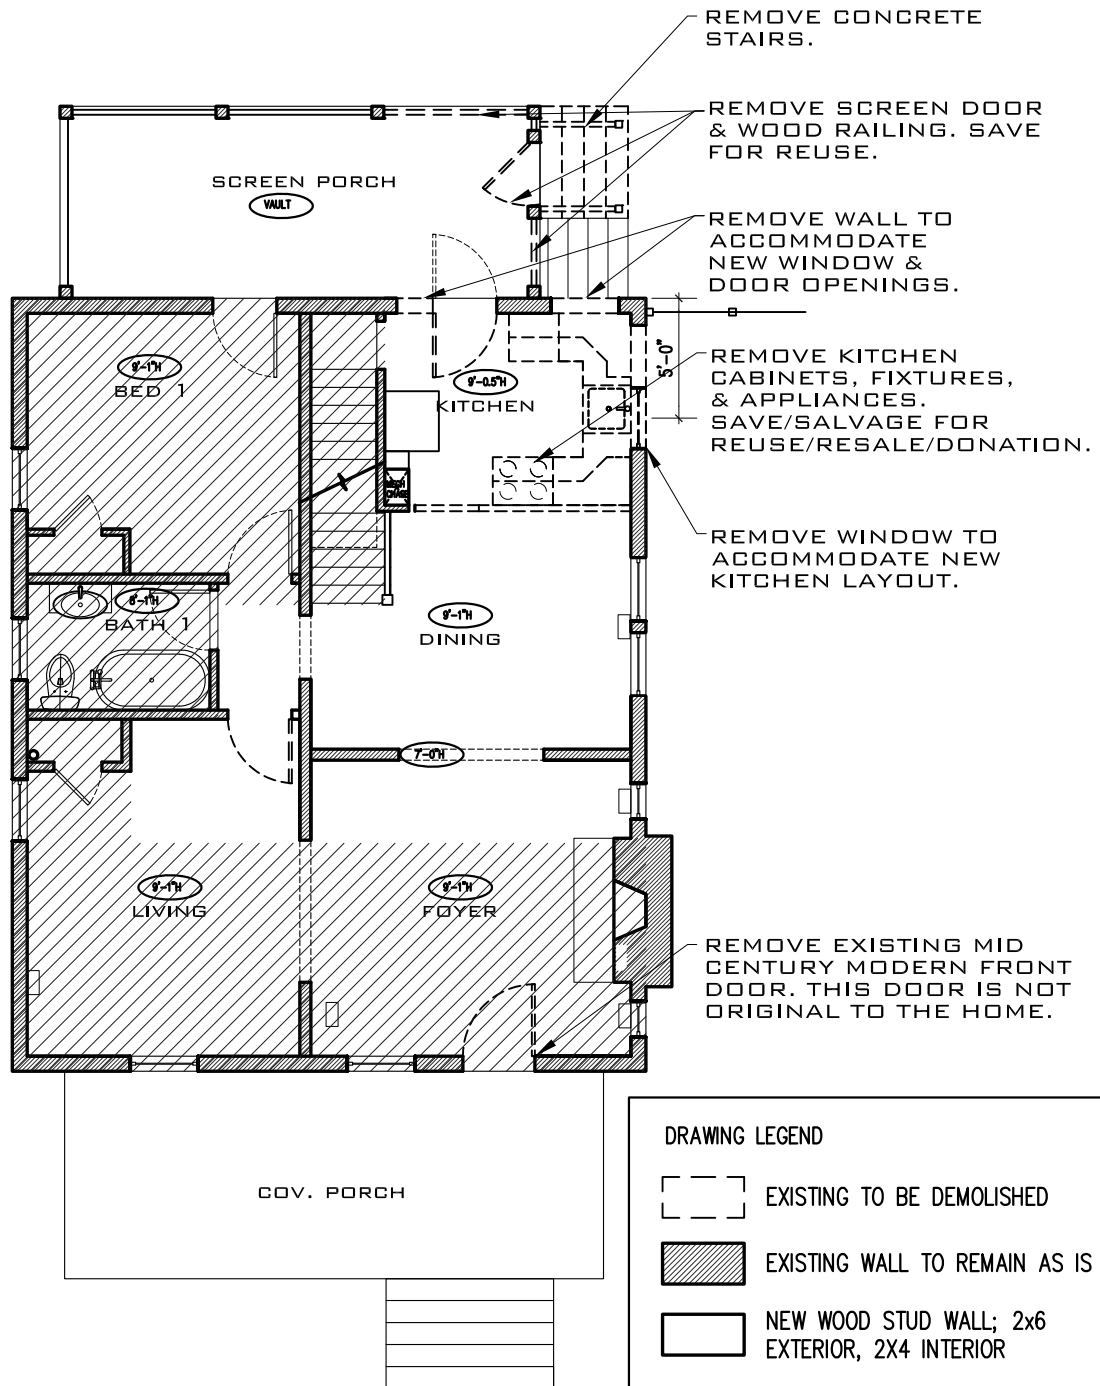 REMOVE CONCRETE
STAIRS.
REMOVE SCREEN DOOR
& WOOD RAILING. SAVE
FOR REUSE.
SCREEN PORCH
VAULT
REMOVE WALL TO
ACCOMMODATE
NEW WINDOW &
DOOR OPENINGS.
5'-0"
9'-1"H
BED 1
9'-0.5"H
KITCHEN
REMOVE KITCHEN
CABINETS, FIXTURES,
& APPLIANCES.
SAVE/SALVAGE FOR
REUSE/RESALE/DONATION.
MECH
CHASE
REMOVE WINDOW TO
ACCOMMODATE NEW
KITCHEN LAYOUT.
8'-1"H
BATH 1
9'-1"H
DINING
7'-0"H
9'-1"H
LIVING
9'-1"H
FOYER
REMOVE EXISTING MID
CENTURY MODERN FRONT
DOOR. THIS DOOR IS NOT
ORIGINAL TO THE HOME.
COV. PORCH
DRAWING LEGEND
EXISTING TO BE DEMOLISHED
EXISTING WALL TO REMAIN AS IS
NEW WOOD STUD WALL; 2x6
EXTERIOR, 2X4 INTERIOR